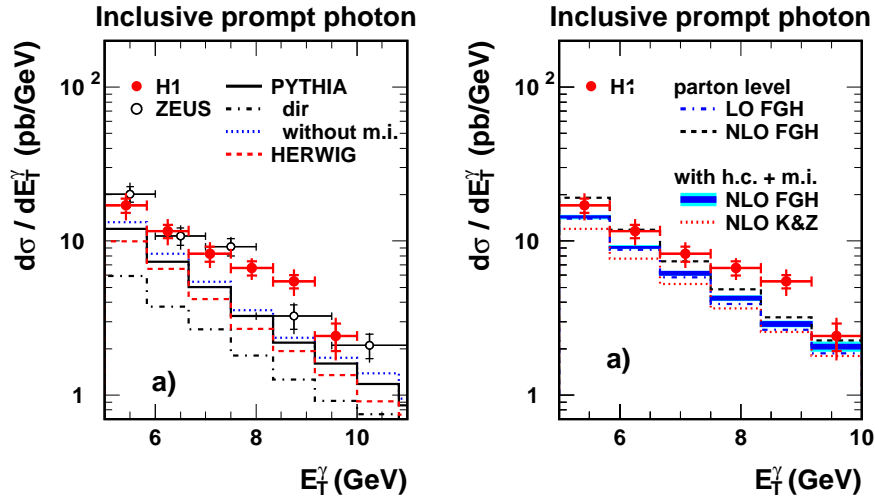 Inclusive prompt photon
dσ / dE_T^γ (pb/GeV)
10^2
10
1
H1
ZEUS
PYTHIA
dir
without m.i.
HERWIG
a)
6
8
10
E_T^γ (GeV)
Inclusive prompt photon
dσ / dE_T^γ (pb/GeV)
10^2
10
1
H1
parton level
LO FGH
NLO FGH
with h.c. + m.i.
NLO FGH
NLO K&Z
a)
6
8
10
E_T^γ (GeV)